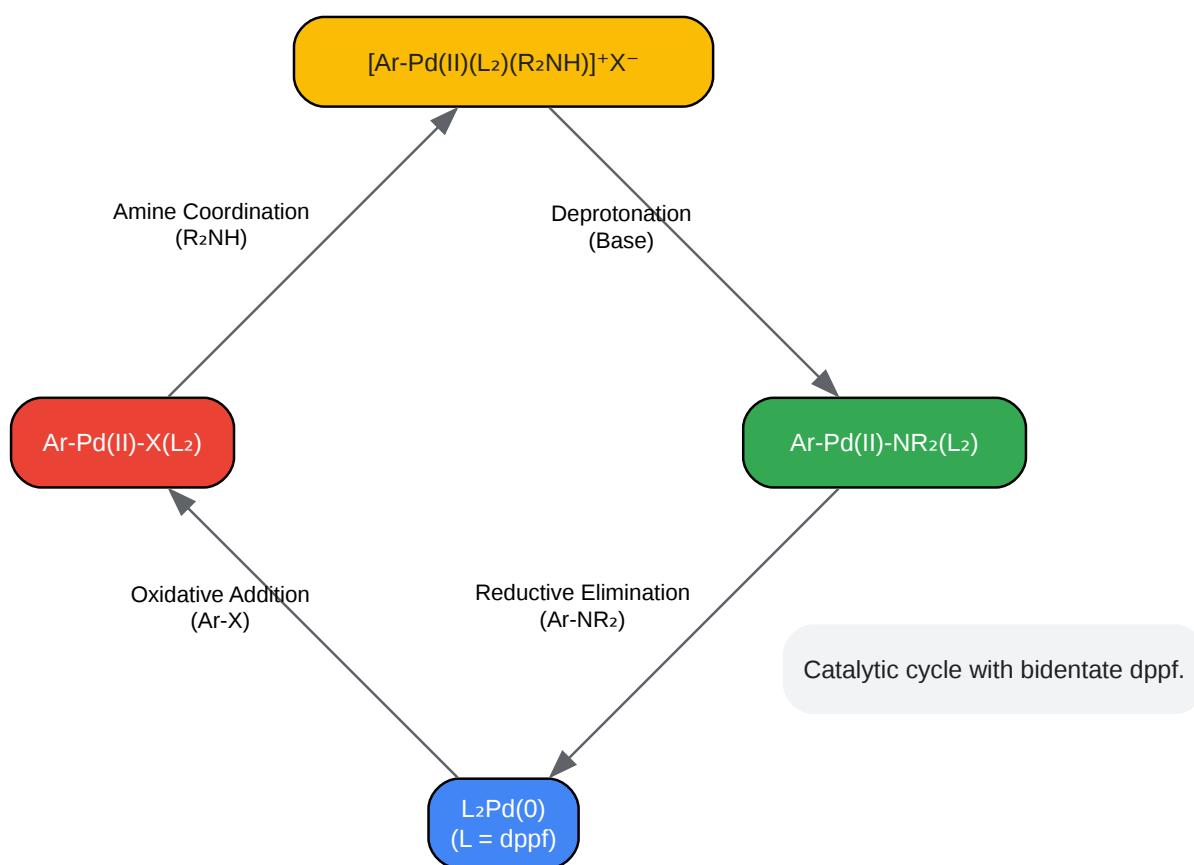 [Ar-Pd(II)(L₂)(R₂NH)]⁺X⁻
Amine Coordination
(R₂NH)
Deprotonation
(Base)
Ar-Pd(II)-X(L₂)
Ar-Pd(II)-NR₂(L₂)
Oxidative Addition
(Ar-X)
Reductive Elimination
(Ar-NR₂)
Catalytic cycle with bidentate dppf.
L₂Pd(0)
(L = dppf)